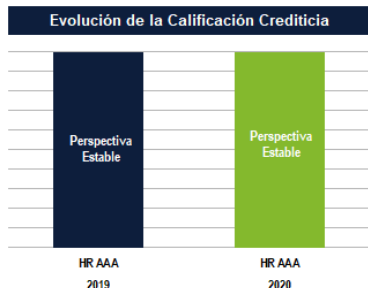 Evolución de la Calificación Crediticia
Perspectiva
Estable
Perspectiva
Estable
HR AAA
HR AAA
2019
2020